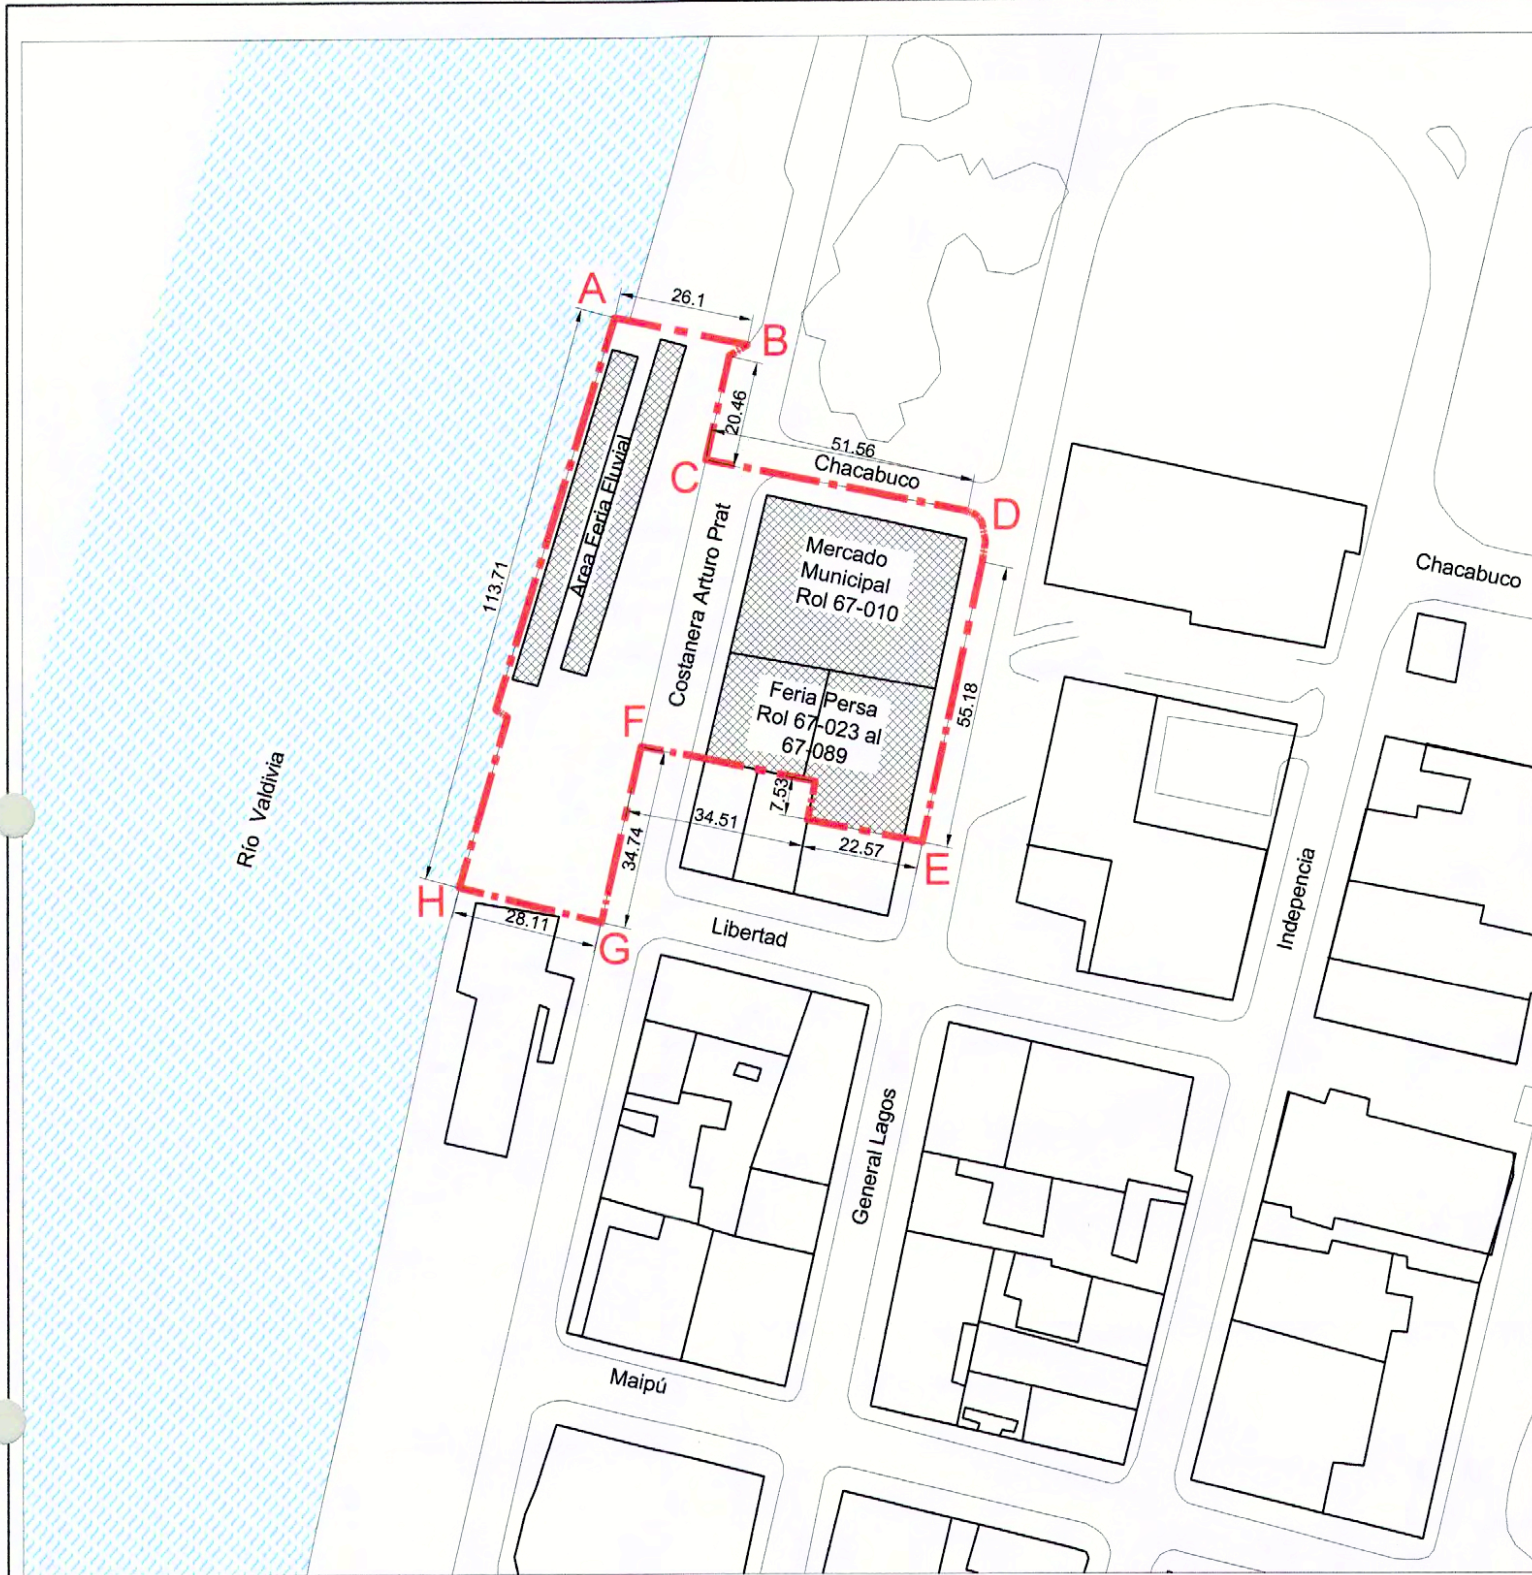 A
26.1
B
20.46
C
51.56
Chacabuco
D
Mercado
Municipal
Rol 67-010
Area Feria Fluvial
Costanera Arturo Prat
113.71
Chacabuco
F
Feria Persa
Rol 67-023 al
67-089
55.18
7.53
34.51
34.74
22.57
E
Río Valdivia
H
28.11
G
Libertad
Indepencia
General Lagos
Maipú